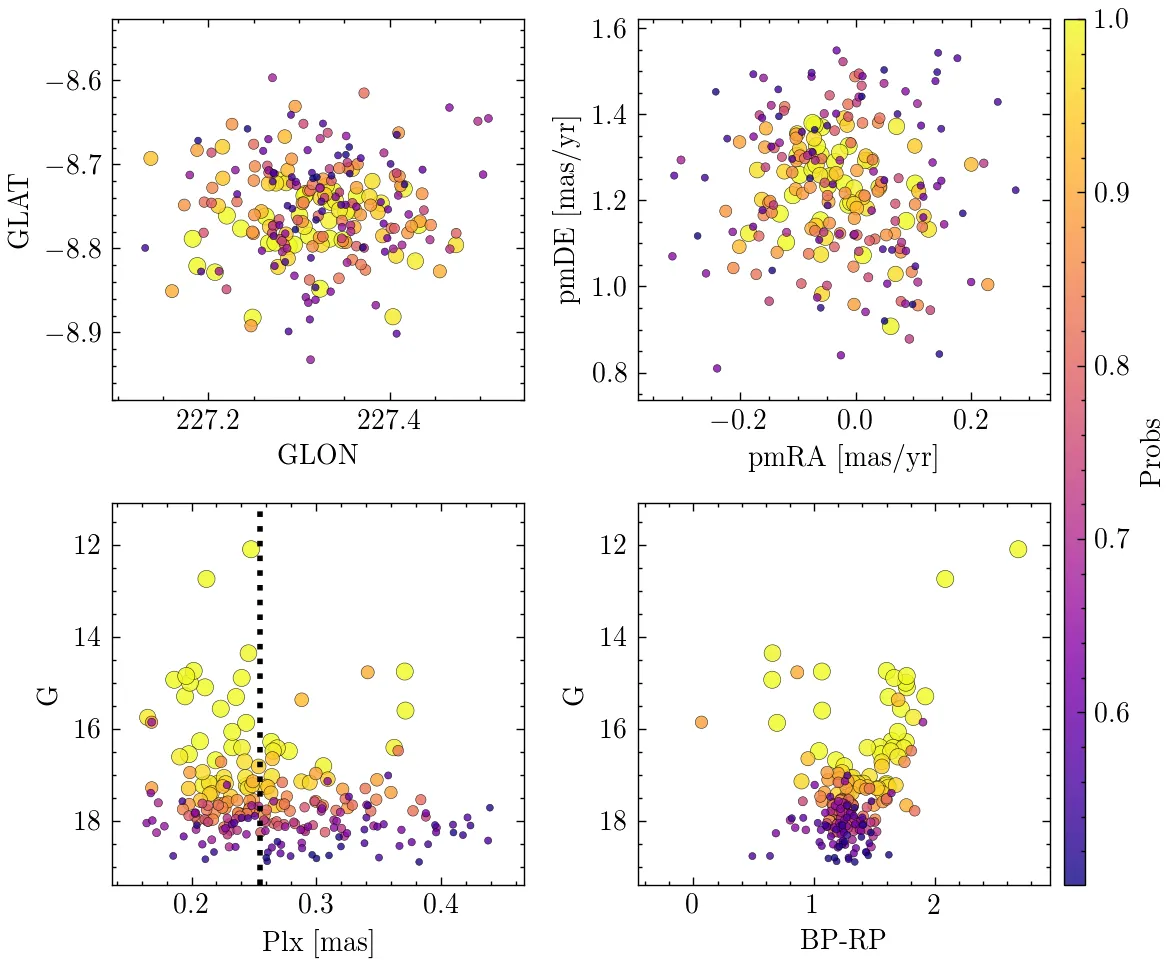 −8.6
−8.7
−8.8
−8.9
GLAT
227.2 227.4
GLON
1.6
1.4
1.2
1.0
0.8
pmDE [mas/yr]
−0.2 0.0 0.2
pmRA [mas/yr]
1.0
0.9
0.8
0.7
0.6
Probs
12
14
16
18
G
0.2 0.3 0.4
Plx [mas]
12
14
16
18
G
0 1 2
BP-RP